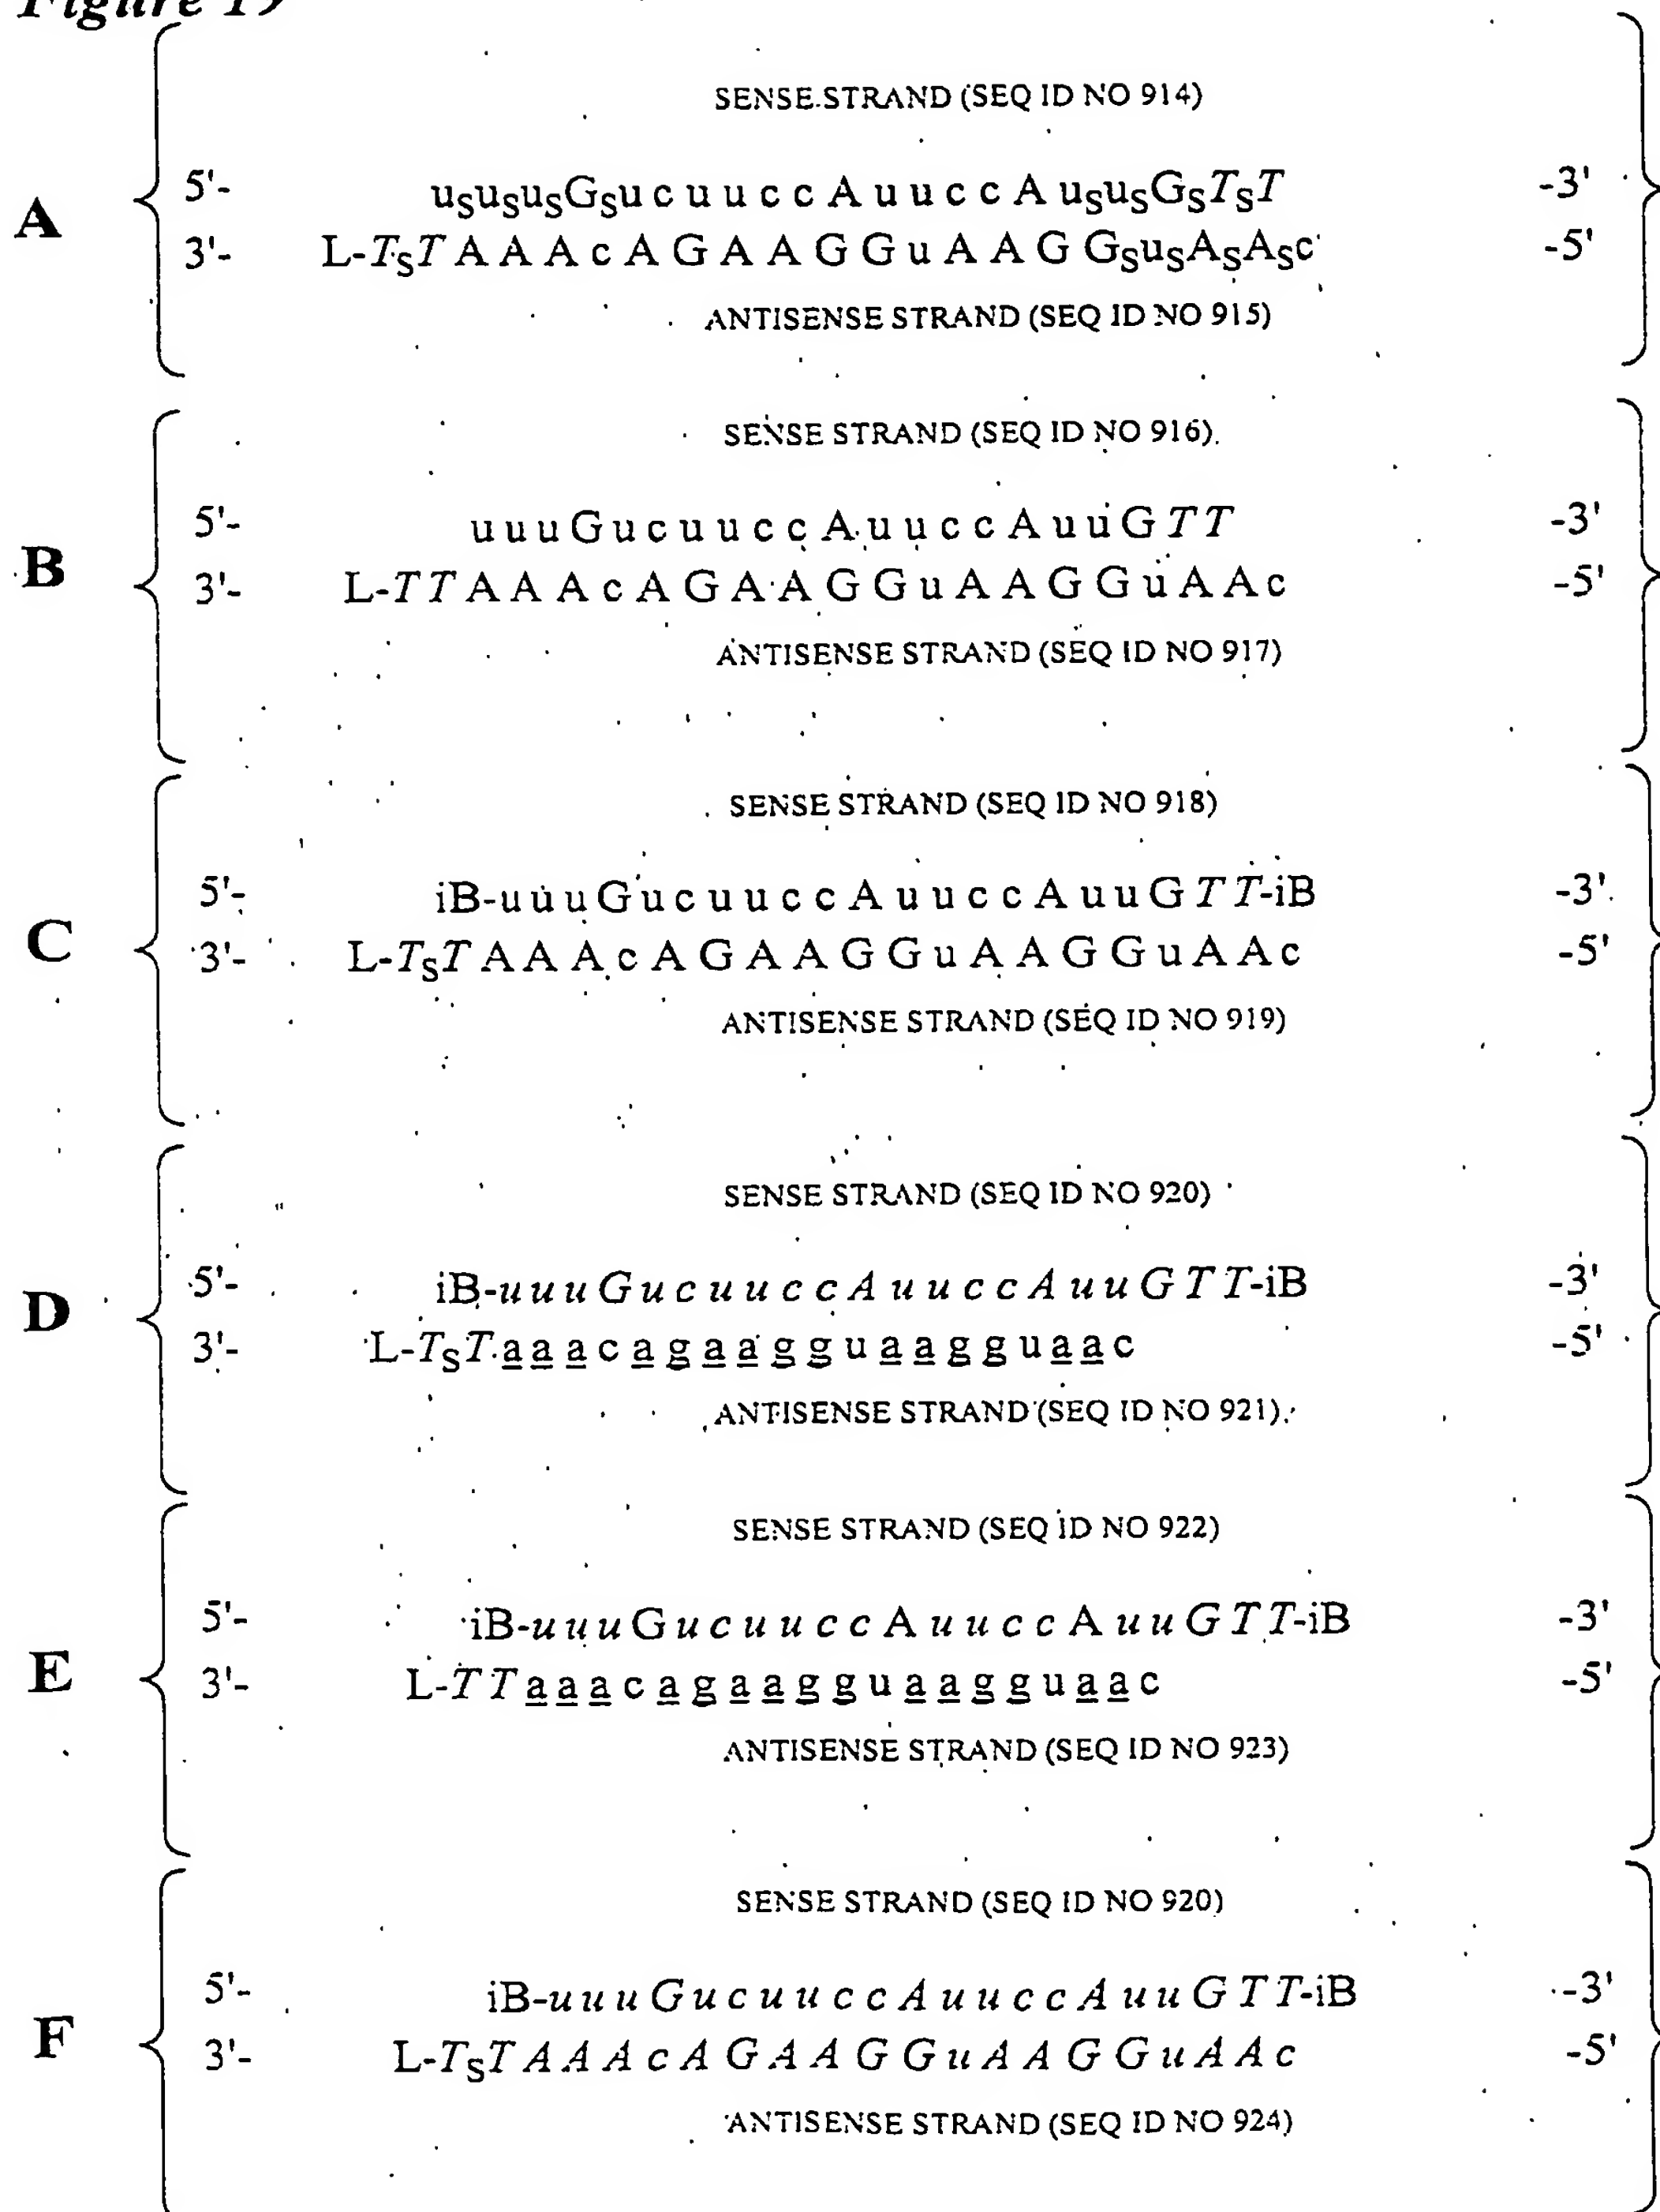 Figure 19
SENSE STRAND (SEQ ID NO 914)
A
5'- usususGsu c u u c c A u u c c A ususGsTsT -3'
3'- L-TsT A A A c A G A A G G u A A G GsusAsAsc -5'
ANTISENSE STRAND (SEQ ID NO 915)
SENSE STRAND (SEQ ID NO 916)
B
5'- u u u G u c u u c c A u u c c A u u G T T -3'
3'- L-T T A A A c A G A A G G u A A G G u A A c -5'
ANTISENSE STRAND (SEQ ID NO 917)
SENSE STRAND (SEQ ID NO 918)
C
5'- iB-u u u G u c u u c c A u u c c A u u G T T-iB -3'
3'- L-TsT A A A c A G A A G G u A A G G u A A c -5'
ANTISENSE STRAND (SEQ ID NO 919)
SENSE STRAND (SEQ ID NO 920)
D
5'- iB-u u u G u c u u c c A u u c c A u u G T T-iB -3'
3'- L-TsT a a a c a g a a g g u a a g g u a a c -5'
ANTISENSE STRAND (SEQ ID NO 921)
SENSE STRAND (SEQ ID NO 922)
E
5'- iB-u u u G u c u u c c A u u c c A u u G T T-iB -3'
3'- L-T T a a a c a g a a g g u a a g g u a a c -5'
ANTISENSE STRAND (SEQ ID NO 923)
SENSE STRAND (SEQ ID NO 920)
F
5'- iB-u u u G u c u u c c A u u c c A u u G T T-iB -3'
3'- L-TsT A A A c A G A A G G u A A G G u A A c -5'
ANTISENSE STRAND (SEQ ID NO 924)